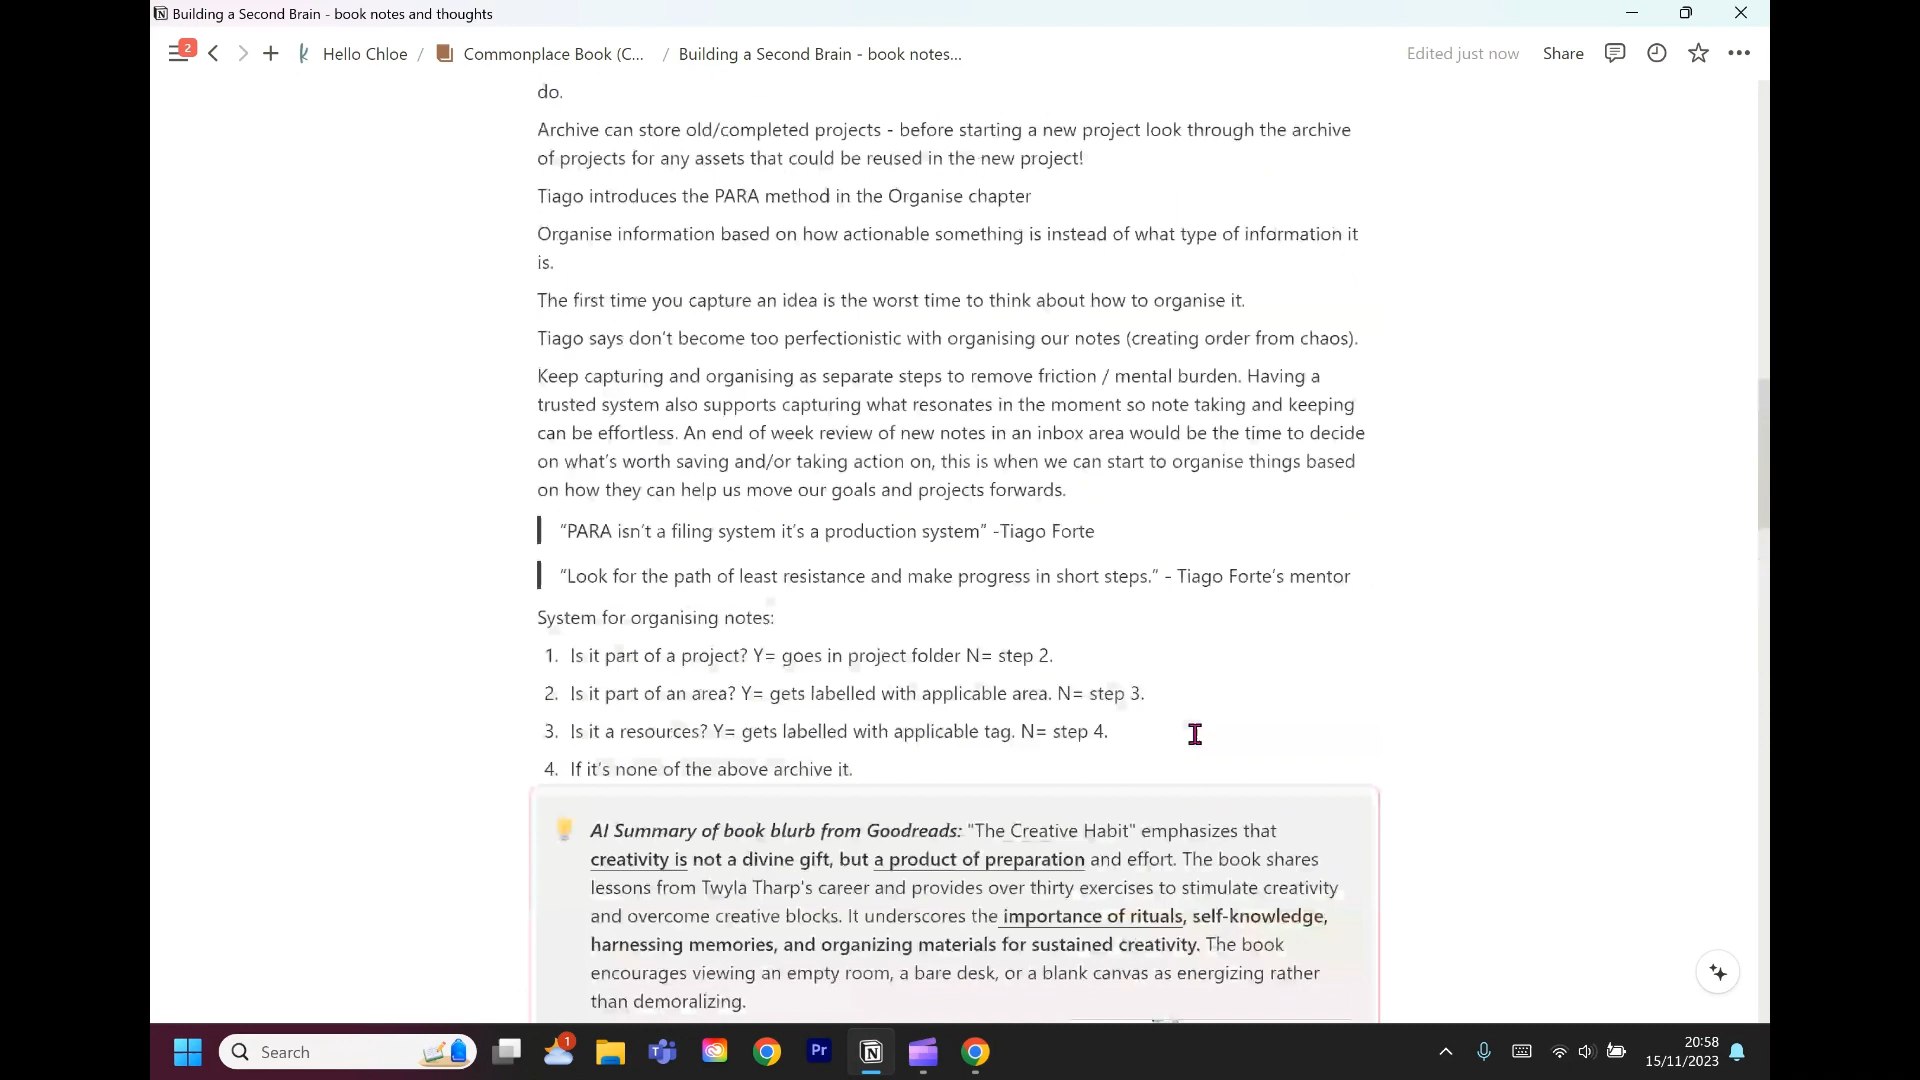 Building a Second Brain - book notes and thoughts
2
Hello Chloe / Commonplace Book (C... / Building a Second Brain - book notes...
Edited just now Share
do.
Archive can store old/completed projects - before starting a new project look through the archive
of projects for any assets that could be reused in the new project!
Tiago introduces the PARA method in the Organise chapter
Organise information based on how actionable something is instead of what type of information it
is.
The first time you capture an idea is the worst time to think about how to organise it.
Tiago says don't become too perfectionistic with organising our notes (creating order from chaos).
Keep capturing and organising as separate steps to remove friction / mental burden. Having a
trusted system also supports capturing what resonates in the moment so note taking and keeping
can be effortless. An end of week review of new notes in an inbox area would be the time to decide
on what's worth saving and/or taking action on, this is when we can start to organise things based
on how they can help us move our goals and projects forwards.
“PARA isn't a filing system it's a production system” -Tiago Forte
“Look for the path of least resistance and make progress in short steps.” - Tiago Forte's mentor
System for organising notes:
1. Is it part of a project? Y= goes in project folder N= step 2.
2. Is it part of an area? Y= gets labelled with applicable area. N= step 3.
3. Is it a resources? Y= gets labelled with applicable tag. N= step 4.
4. If it's none of the above archive it.
AI Summary of book blurb from Goodreads: "The Creative Habit" emphasizes that
creativity is not a divine gift, but a product of preparation and effort. The book shares
lessons from Twyla Tharp's career and provides over thirty exercises to stimulate creativity
and overcome creative blocks. It underscores the importance of rituals, self-knowledge,
harnessing memories, and organizing materials for sustained creativity. The book
encourages viewing an empty room, a bare desk, or a blank canvas as energizing rather
than demoralizing.
Search
1
Pr
20:58
15/11/2023